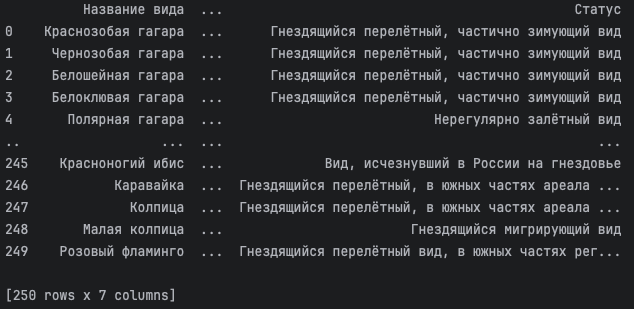 Название вида ... Статус
0 Краснозобая гагара ... Гнездящийся перелётный, частично зимующий вид
1 Чернозобая гагара ... Гнездящийся перелётный, частично зимующий вид
2 Белошейная гагара ... Гнездящийся перелётный, частично зимующий вид
3 Белоклювая гагара ... Гнездящийся перелётный, частично зимующий вид
4 Полярная гагара ... Нерегулярно залётный вид
.. ... ... ...
245 Красноногий ибис ... Вид, исчезнувший в России на гнездовье
246 Каравайка ... Гнездящийся перелётный, в южных частях ареала ...
247 Колпица ... Гнездящийся перелётный, в южных частях ареала ...
248 Малая колпица ... Гнездящийся мигрирующий вид
249 Розовый фламинго ... Гнездящийся перелётный вид, в южных частях рег...
[250 rows x 7 columns]